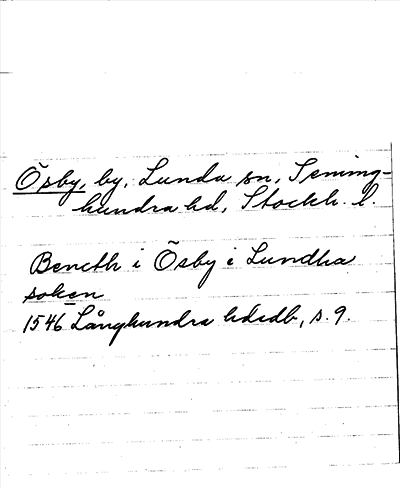 Ösby, by, Lunda sn, Seming-
hundra hd, Stockh. l.
Bencth i Ösby i Lundha
soken
1546 Långhundra hdsdb, s. 9.